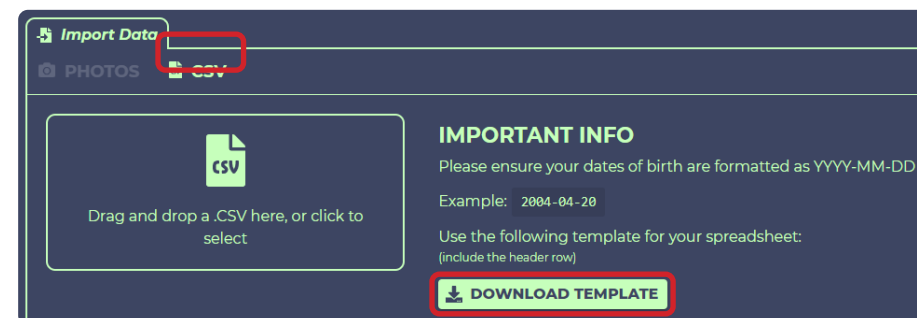 Import Data
PHOTOS CSV
CSV
Drag and drop a .CSV here, or click to
select
IMPORTANT INFO
Please ensure your dates of birth are formatted as YYYY-MM-DD
Example: 2004-04-20
Use the following template for your spreadsheet:
(include the header row)
DOWNLOAD TEMPLATE